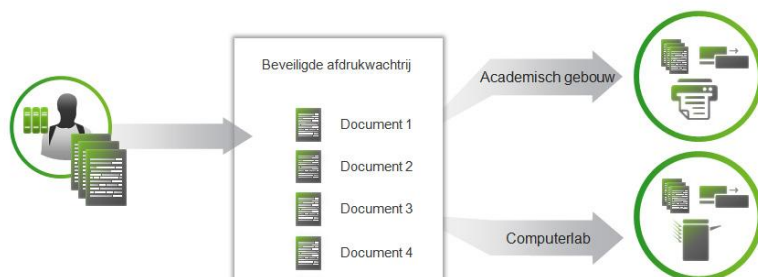 Beveiligde afdrukwachtrij
Document 1
Document 2
Document 3
Document 4
Academisch gebouw
Computerlab